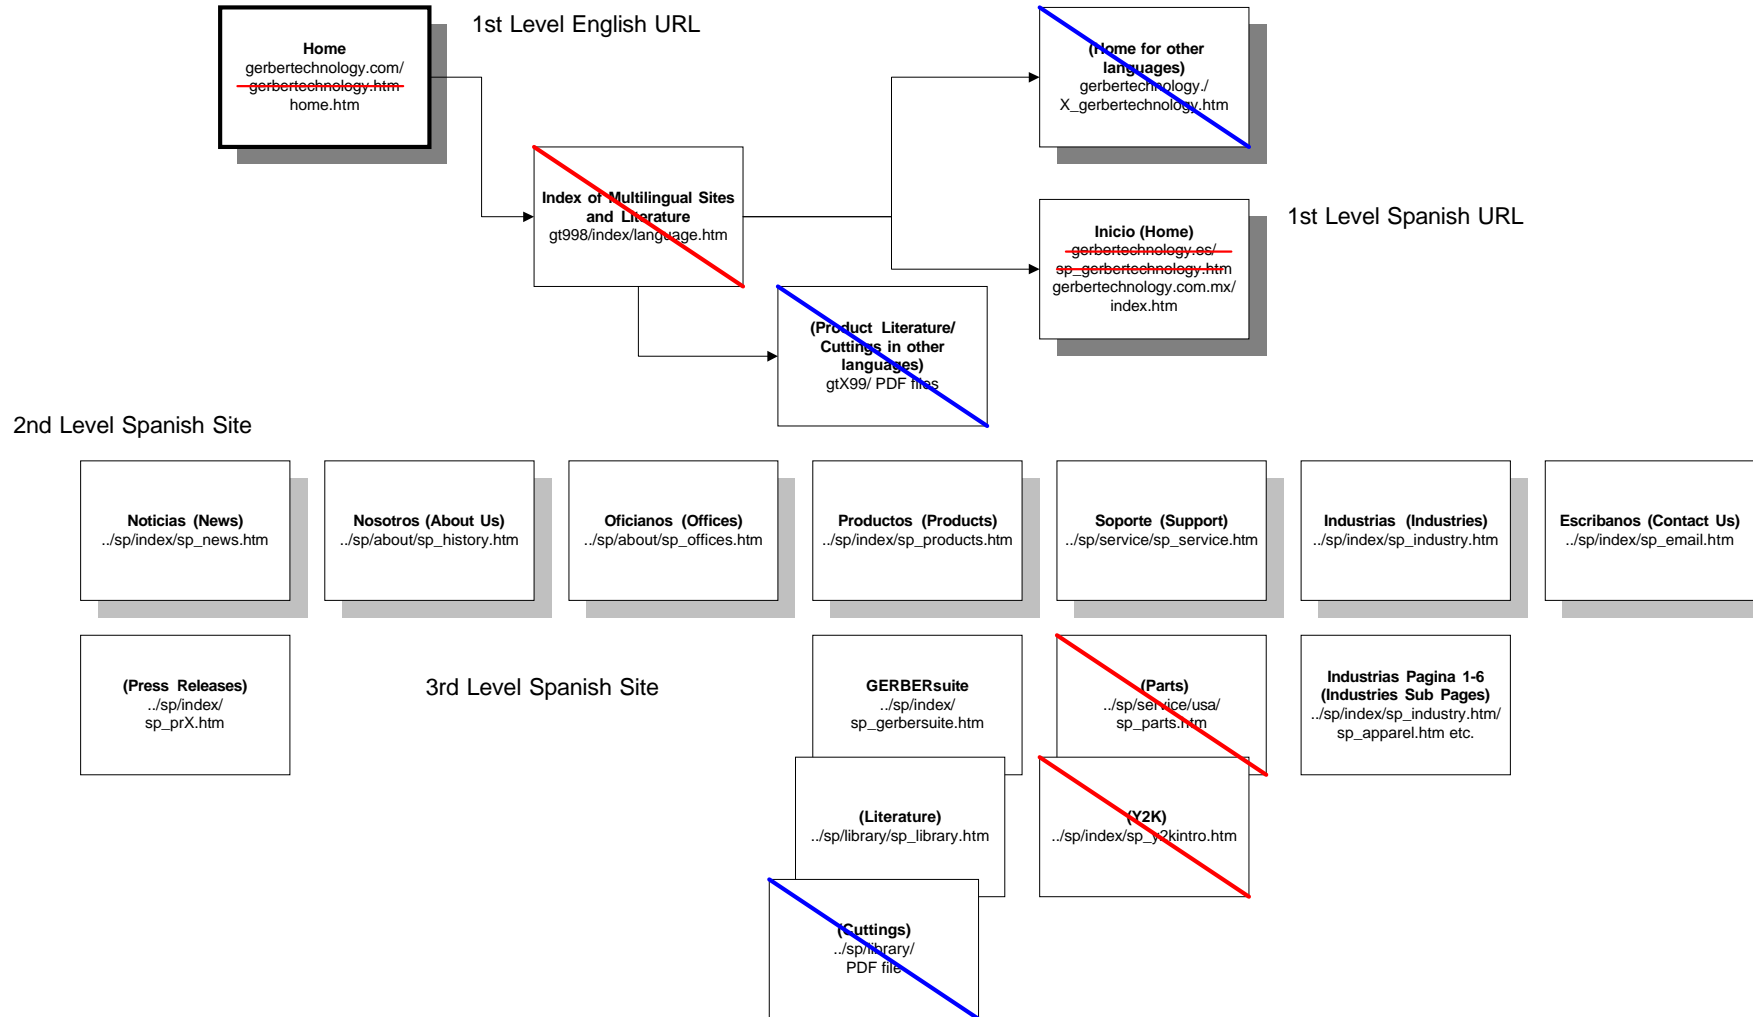 1st Level English URL
Home
gerbertechnology.com/
gerbertechnology.htm
home.htm
(Home for other
languages)
gerbertechnology./
X_gerbertechnology.htm
Index of Multilingual Sites
and Literature
gt998/index/language.htm
1st Level Spanish URL
Inicio (Home)
gerbertechnology.es/
sp_gerbertechnology.htm
gerbertechnology.com.mx/
index.htm
(Product Literature/
Cuttings in other
languages)
gtX99/ PDF files
2nd Level Spanish Site
Noticias (News)
../sp/index/sp_news.htm
Nosotros (About Us)
../sp/about/sp_history.htm
Oficianos (Offices)
../sp/about/sp_offices.htm
Productos (Products)
../sp/index/sp_products.htm
Soporte (Support)
../sp/service/sp_service.htm
Industrias (Industries)
../sp/index/sp_industry.htm
Escribanos (Contact Us)
../sp/index/sp_email.htm
(Press Releases)
../sp/index/
sp_prX.htm
3rd Level Spanish Site
GERBERsuite
../sp/index/
sp_gerbersuite.htm
(Parts)
../sp/service/usa/
sp_parts.htm
Industrias Pagina 1-6
(Industries Sub Pages)
../sp/index/sp_industry.htm/
sp_apparel.htm etc.
(Literature)
../sp/library/sp_library.htm
(Y2K)
../sp/index/sp_y2kintro.htm
(Cuttings)
../sp/library/
PDF file